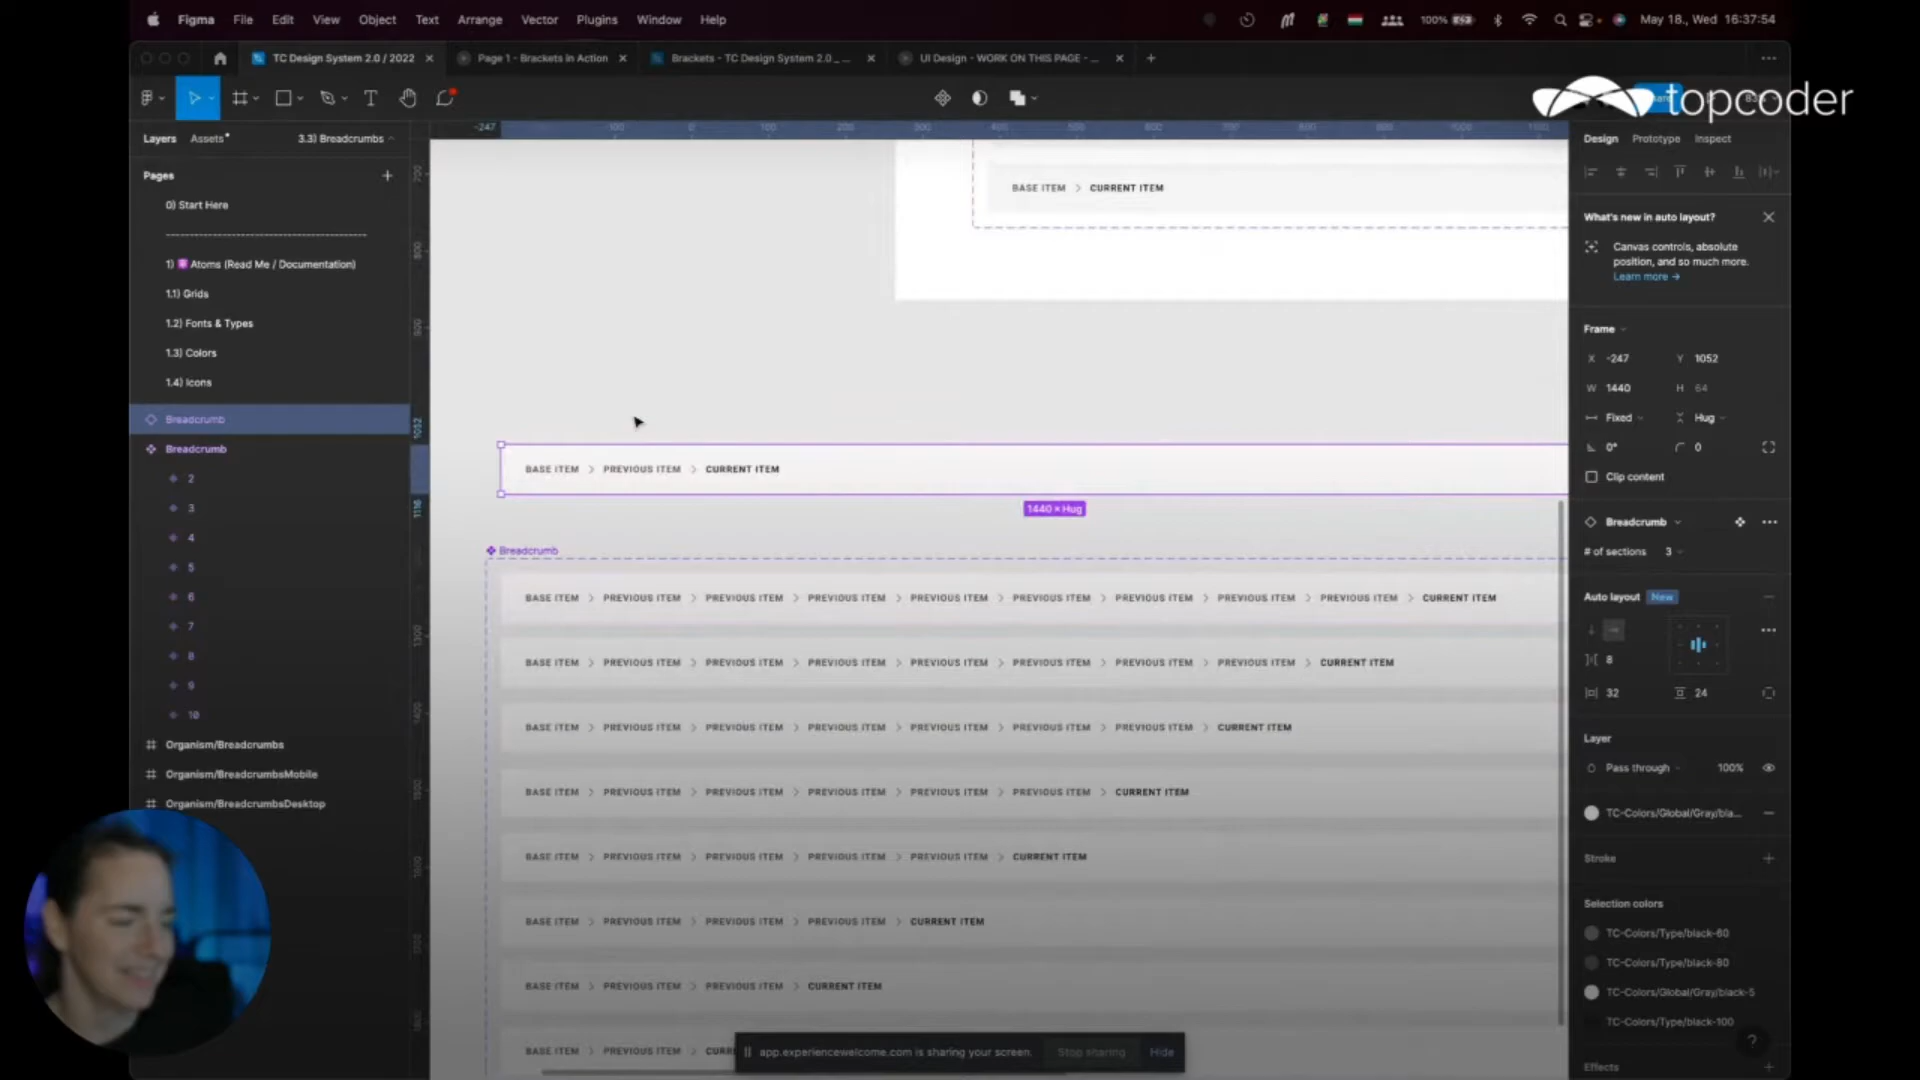 Figma File Edit View Object Text Arrange Vector Plugins Window Help
100% May 18., Wed 16:37:54
TC Design System 2.0 / 2022
Page 1 - Brackets in Action
Brackets - TC Design System 2.0 _ ...
UI Design - WORK ON THIS PAGE - ...
topcoder
Layers Assets 3.3) Breadcrumbs
Pages
0) Start Here
1) Atoms (Read Me / Documentation)
1.1) Grids
1.2) Fonts & Types
1.3) Colors
1.4) Icons
Breadcrumb
Breadcrumb
2
3
4
5
6
7
8
9
10
Organism/Breadcrumbs
Organism/BreadcrumbsMobile
Organism/BreadcrumbsDesktop
-247
BASE ITEM > CURRENT ITEM
BASE ITEM > PREVIOUS ITEM > CURRENT ITEM
1440 × Hug
1052
1116
Breadcrumb
BASE ITEM > PREVIOUS ITEM > PREVIOUS ITEM > PREVIOUS ITEM > PREVIOUS ITEM > PREVIOUS ITEM > PREVIOUS ITEM > PREVIOUS ITEM > PREVIOUS ITEM > CURRENT ITEM
BASE ITEM > PREVIOUS ITEM > PREVIOUS ITEM > PREVIOUS ITEM > PREVIOUS ITEM > PREVIOUS ITEM > PREVIOUS ITEM > PREVIOUS ITEM > CURRENT ITEM
BASE ITEM > PREVIOUS ITEM > PREVIOUS ITEM > PREVIOUS ITEM > PREVIOUS ITEM > PREVIOUS ITEM > PREVIOUS ITEM > CURRENT ITEM
BASE ITEM > PREVIOUS ITEM > PREVIOUS ITEM > PREVIOUS ITEM > PREVIOUS ITEM > PREVIOUS ITEM > CURRENT ITEM
BASE ITEM > PREVIOUS ITEM > PREVIOUS ITEM > PREVIOUS ITEM > PREVIOUS ITEM > CURRENT ITEM
BASE ITEM > PREVIOUS ITEM > PREVIOUS ITEM > PREVIOUS ITEM > CURRENT ITEM
BASE ITEM > PREVIOUS ITEM > PREVIOUS ITEM > CURRENT ITEM
BASE ITEM > PREVIOUS ITEM >
app.experiencewelcome.com is sharing your screen. Stop sharing Hide
Design Prototype Inspect
What's new in auto layout?
Canvas controls, absolute
position, and so much more.
Learn more →
Frame
X -247 Y 1052
W 1440 H 64
Fixed Hug
0° 0
Clip content
Breadcrumb
# of sections 3
Auto layout New
8
32 24
Layer
Pass through 100%
TC-Colors/Global/Gray/bla...
Stroke
Selection colors
TC-Colors/Type/black-60
TC-Colors/Type/black-80
TC-Colors/Global/Gray/black-5
TC-Colors/Type/black-100
?
Effects